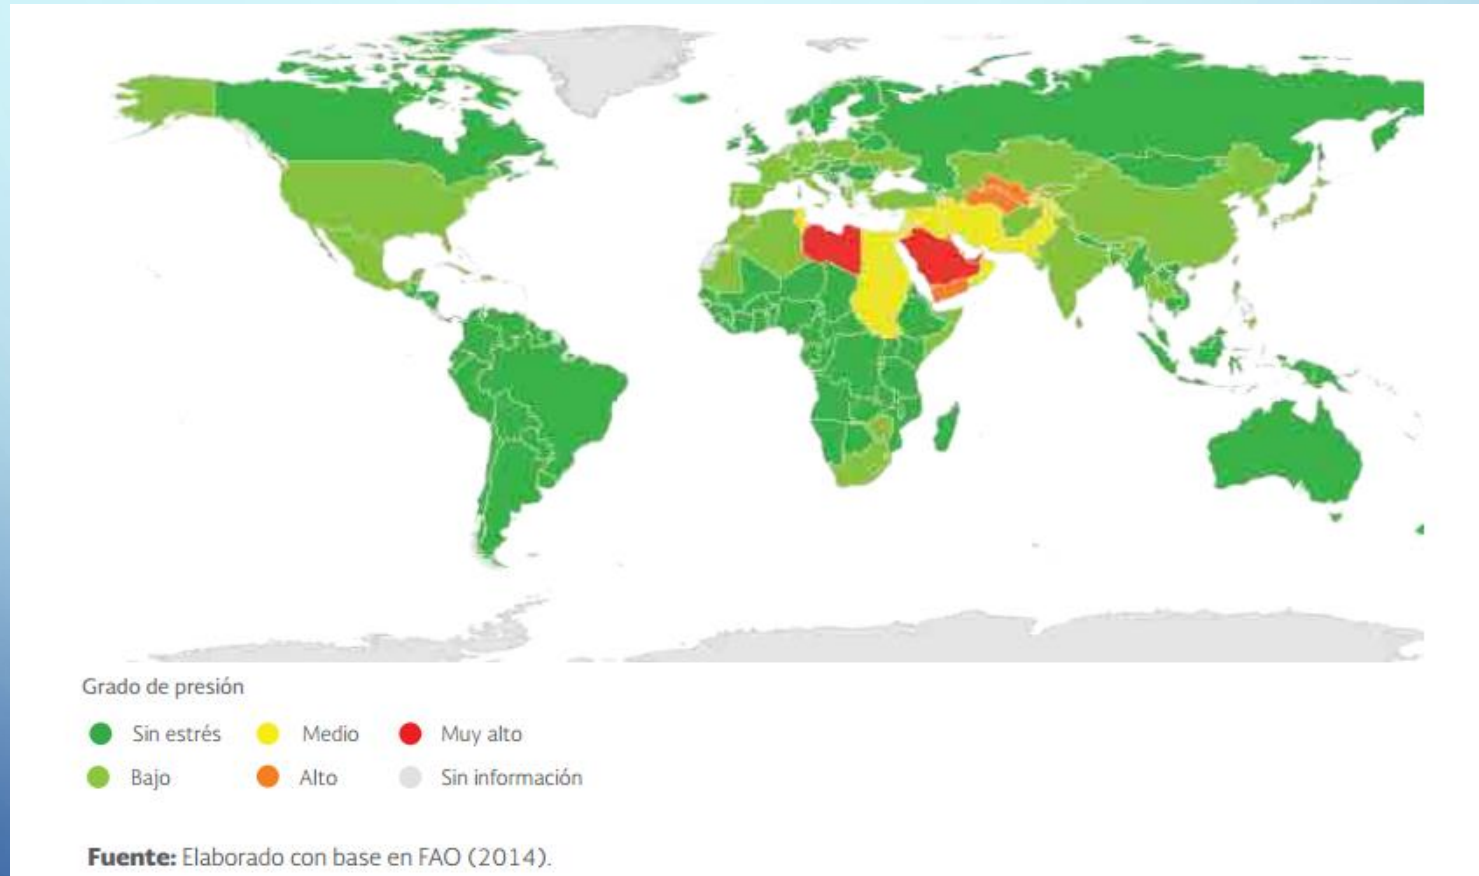 Grado de presión
Sin estrés Medio Muy alto
Bajo Alto Sin información
Fuente: Elaborado con base en FAO (2014).